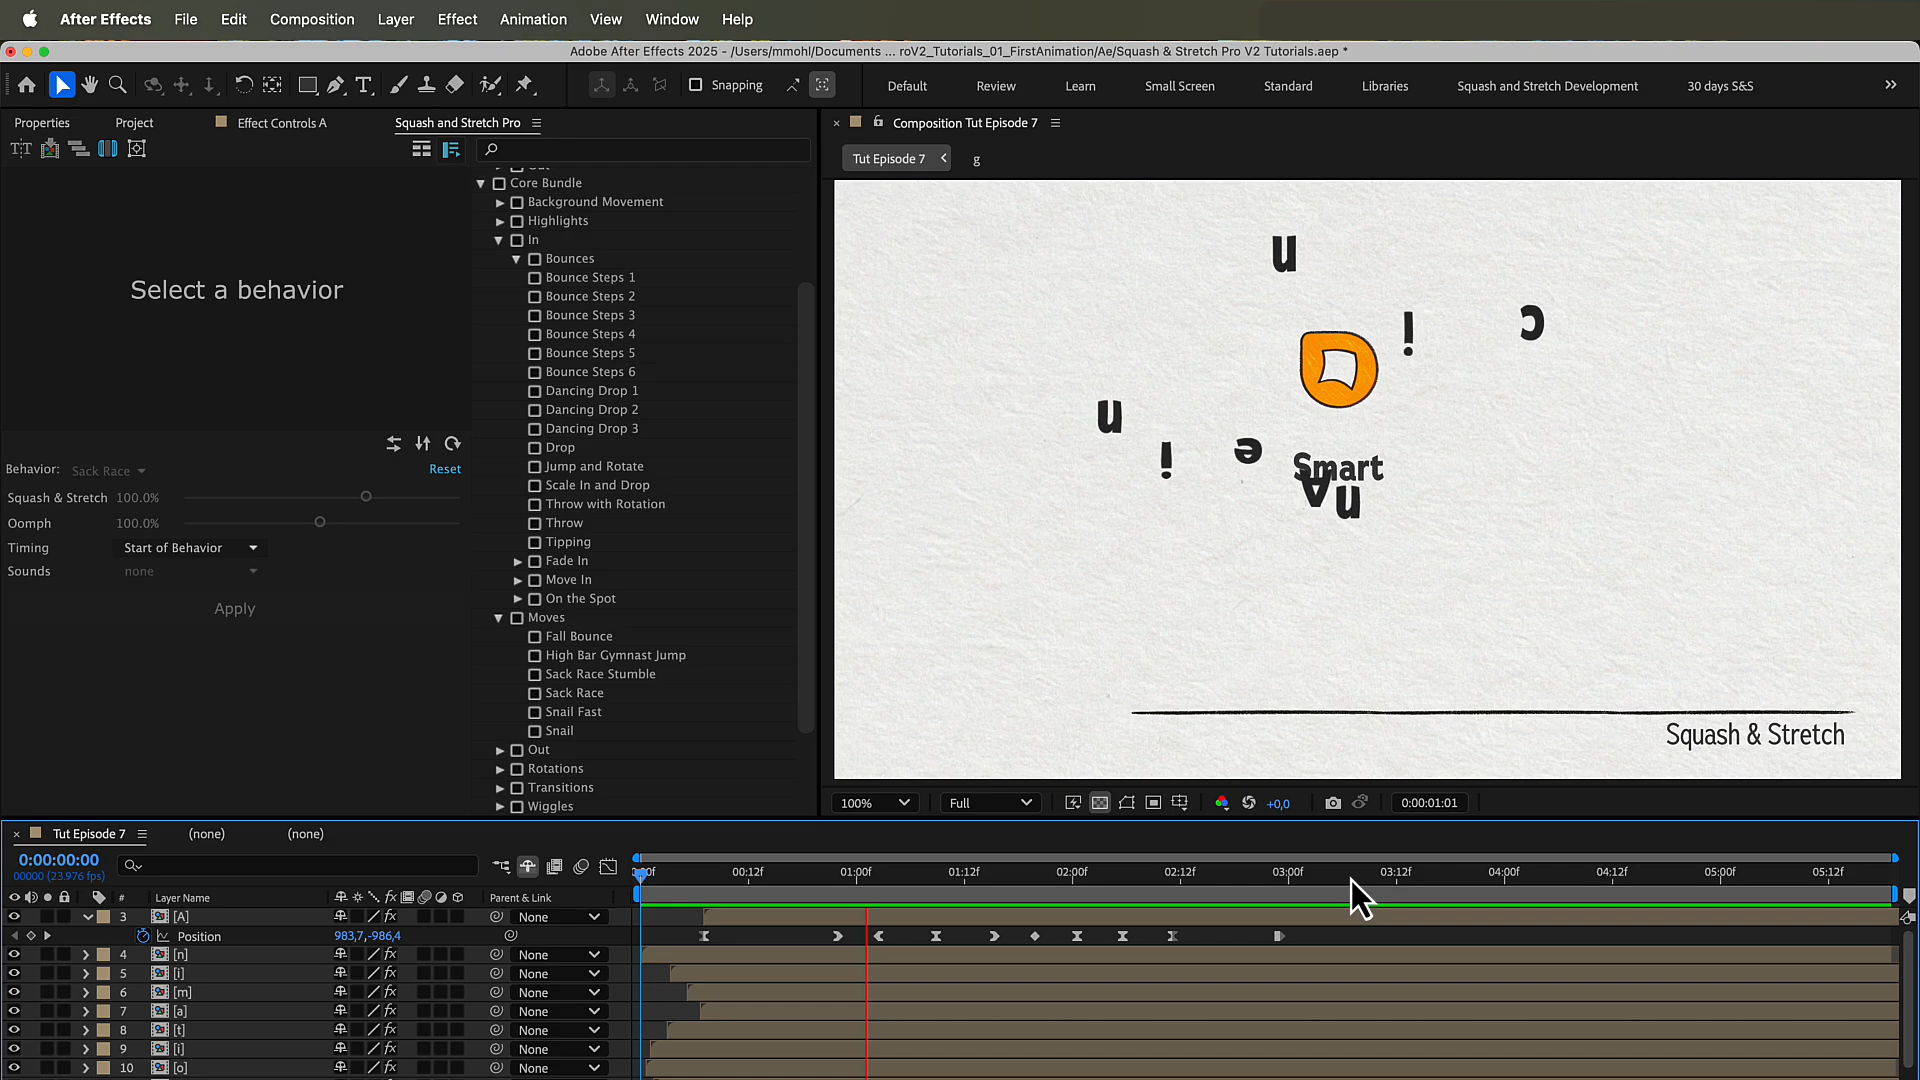 After Effects File Edit Composition Layer Effect Animation View Window Help
Adobe After Effects 2025 - /Users/mmohl/Documents ... roV2_Tutorials_01_FirstAnimation/Ae/Squash & Stretch Pro V2 Tutorials.aep *
Snapping Default Review Learn Small Screen Standard Libraries Squash and Stretch Development 30 days S&S
Properties Project Effect Controls A Squash and Stretch Pro
Composition Tut Episode 7
Tut Episode 7 g
Select a behavior
Behavior: Sack Race Reset
Squash & Stretch 100.0%
Oomph 100.0%
Timing Start of Behavior
Sounds none
Apply
Core Bundle
Background Movement
Highlights
In
Bounces
Bounce Steps 1
Bounce Steps 2
Bounce Steps 3
Bounce Steps 4
Bounce Steps 5
Bounce Steps 6
Dancing Drop 1
Dancing Drop 2
Dancing Drop 3
Drop
Jump and Rotate
Scale In and Drop
Throw with Rotation
Throw
Tipping
Fade In
Move In
On the Spot
Moves
Fall Bounce
High Bar Gymnast Jump
Sack Race Stumble
Sack Race
Snail Fast
Snail
Out
Rotations
Transitions
Wiggles
n
i
c
n
i
e
Smart
A
n
Squash & Stretch
100% Full +0,0 0:00:01:01
Tut Episode 7 (none) (none)
0:00:00:00
00000 (23.976 fps)
00:12f 01:00f 01:12f 02:00f 02:12f 03:00f 03:12f 04:00f 04:12f 05:00f 05:12f
# Layer Name Parent & Link
3 [A] None
Position 983,7,-986,4
4 [n] None
5 [i] None
6 [m] None
7 [a] None
8 [t] None
9 [i] None
10 [o] None